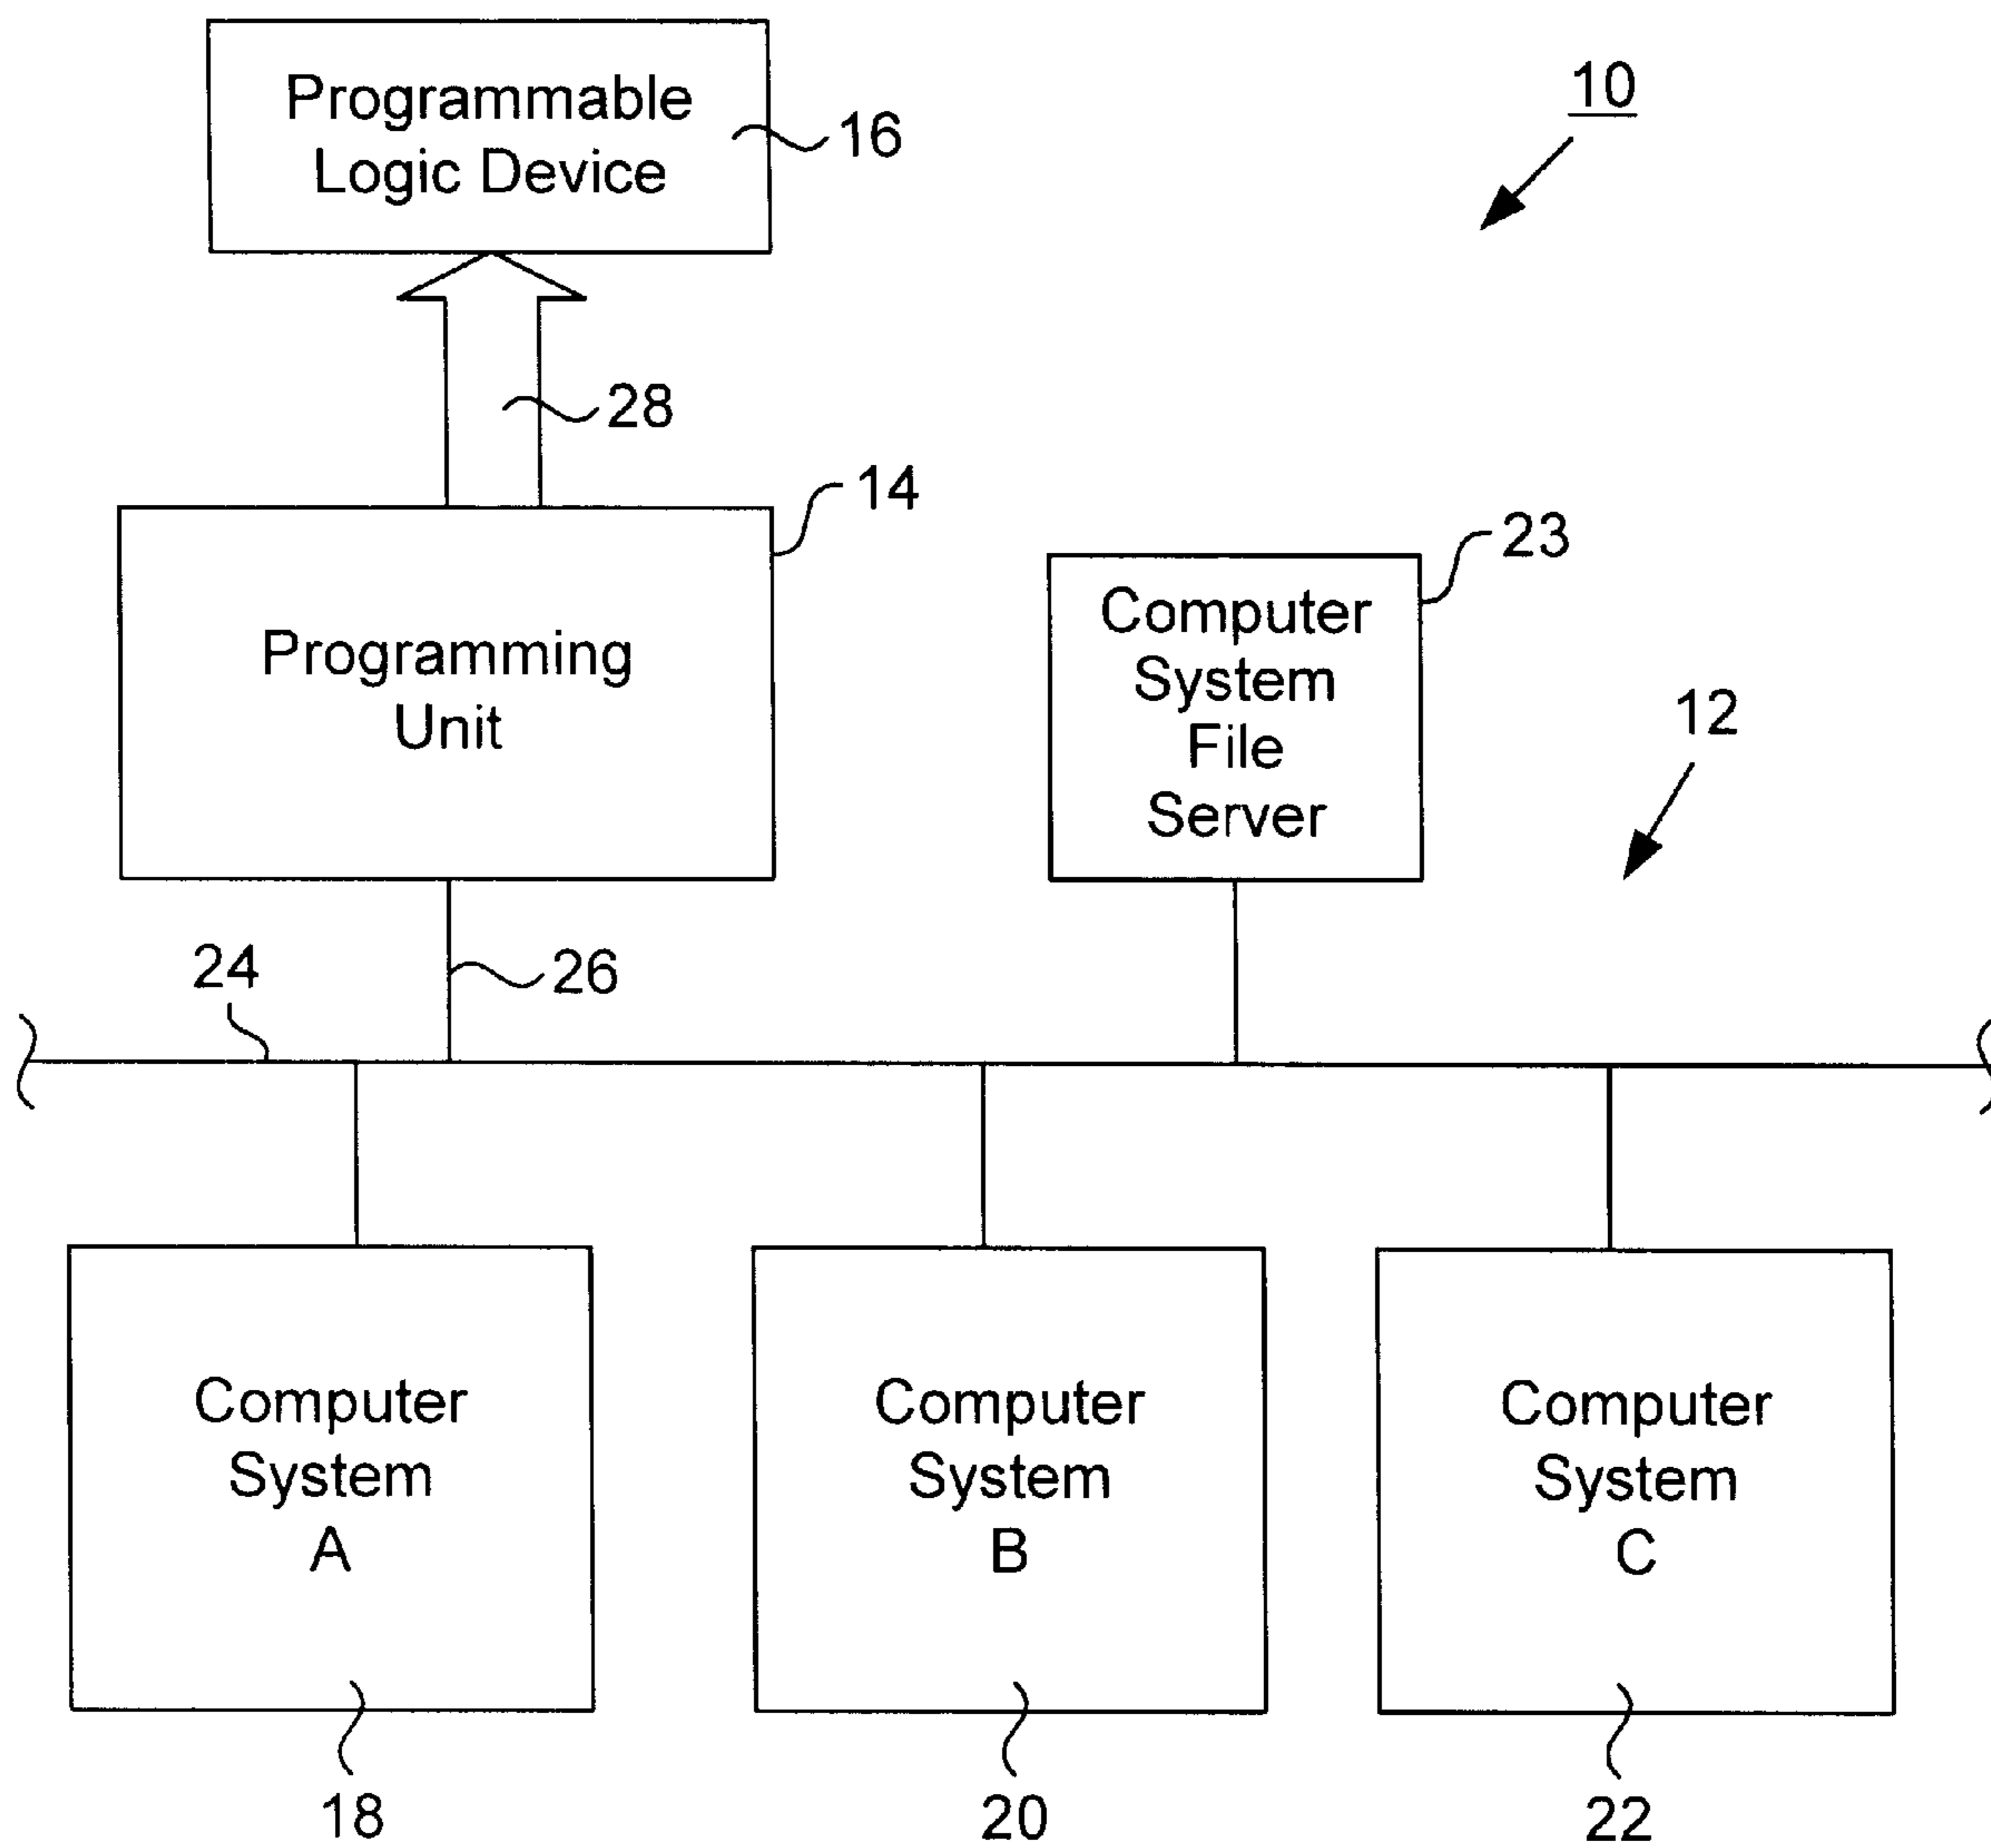 10
Programmable
Logic Device
16
28
14
Programming
Unit
23
Computer
System
File
Server
12
24
26
Computer
System
A
Computer
System
B
Computer
System
C
18
20
22